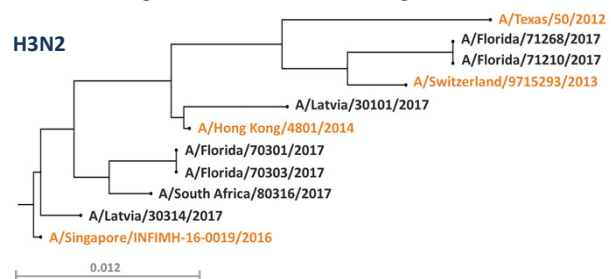 H3N2
A/Texas/50/2012
A/Florida/71268/2017
A/Florida/71210/2017
A/Switzerland/9715293/2013
A/Latvia/30101/2017
A/Hong Kong/4801/2014
A/Florida/70301/2017
A/Florida/70303/2017
A/South Africa/80316/2017
A/Latvia/30314/2017
A/Singapore/INFIMH-16-0019/2016
0.012